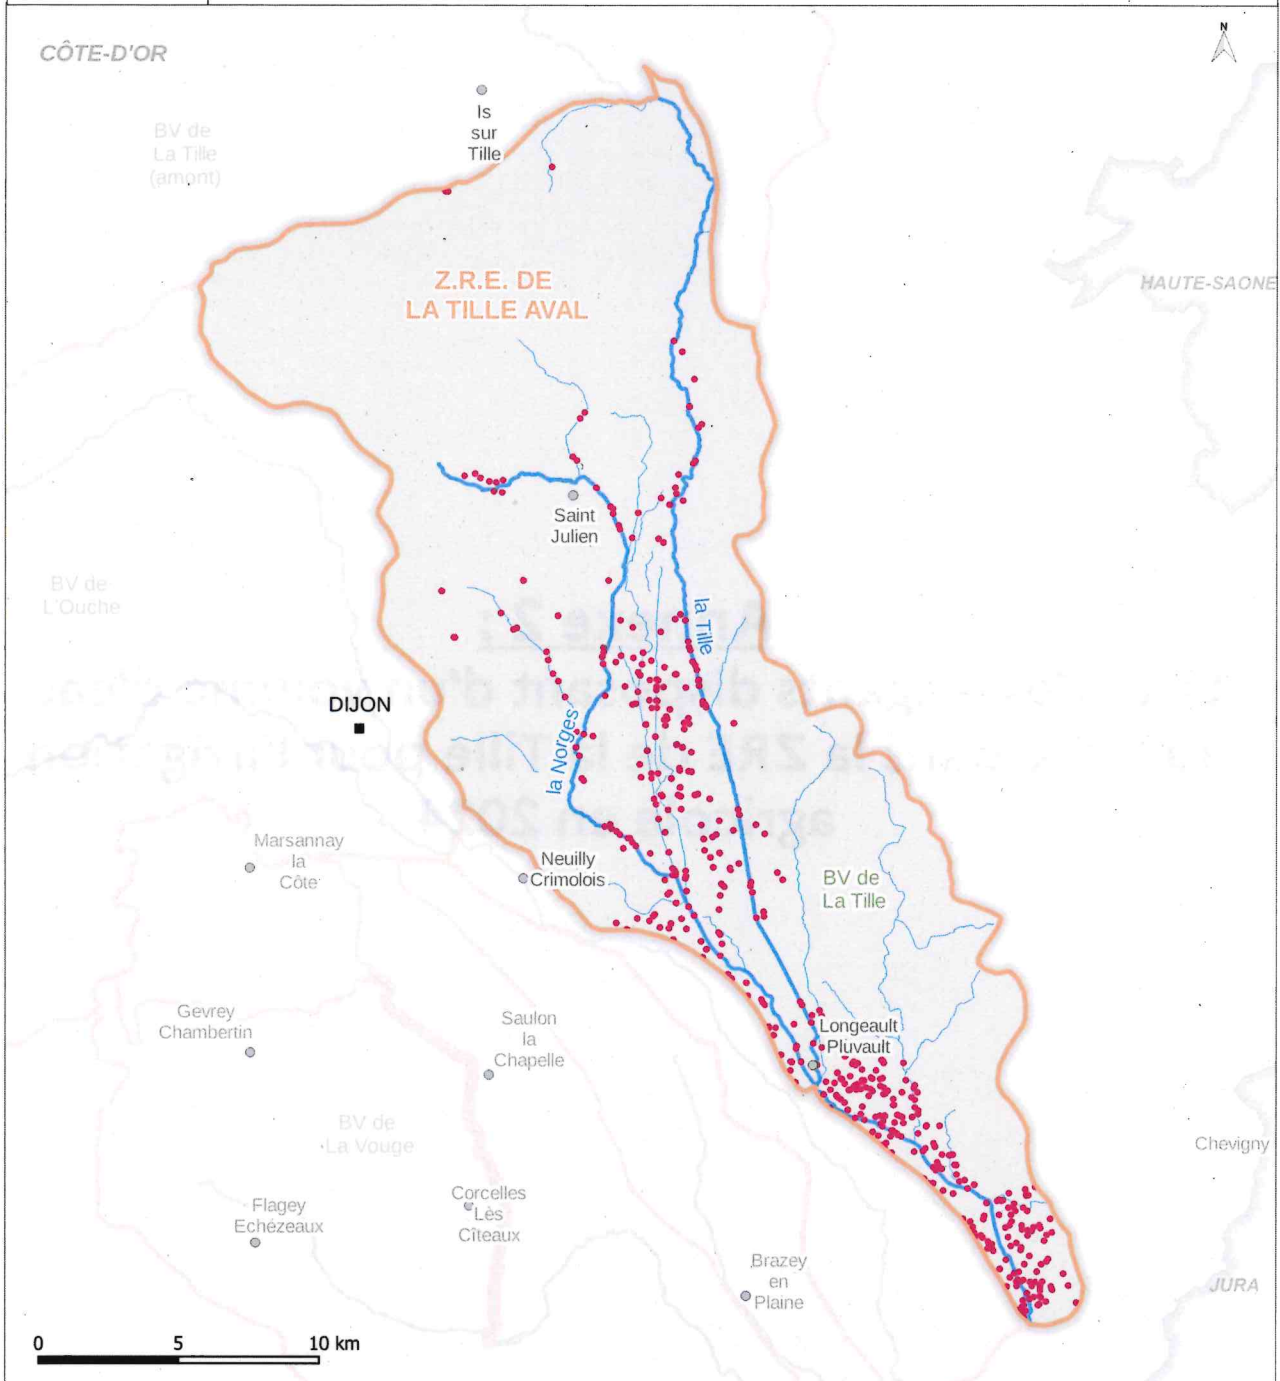 CÔTE-D'OR
N
Is
sur
Tille
BV de
La Tille
(amont)
Z.R.E. DE
LA TILLE AVAL
HAUTE-SAONE
Saint
Julien
BV de
L'Ouche
la Tille
DIJON
la Norges
Marsannay
la
Côte
Neuilly
Crimolois
BV de
La Tille
Gevrey
Chambertin
Saulon
la
Chapelle
Longeault
Pluvault
BV de
La Vouge
Chevigny
Flagey
Echézeaux
Corcelles
Lès
Cîteaux
Brazey
en
Plaine
JURA
0 5 10 km